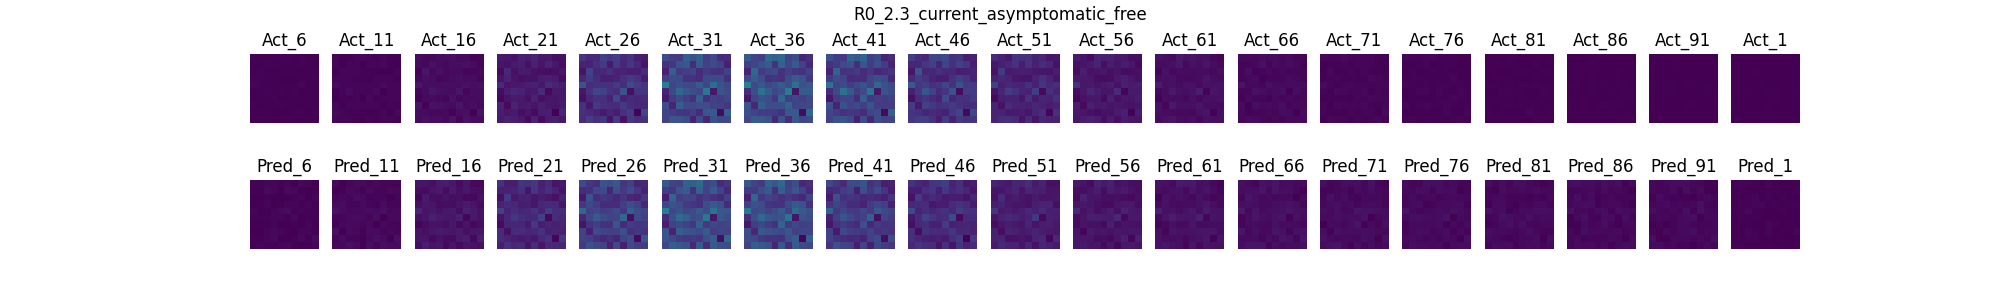 R0_2.3_current_asymptomatic_free
Act_6 Act_11 Act_16 Act_21 Act_26 Act_31 Act_36 Act_41 Act_46 Act_51 Act_56 Act_61 Act_66 Act_71 Act_76 Act_81 Act_86 Act_91 Act_1
Pred_6 Pred_11 Pred_16 Pred_21 Pred_26 Pred_31 Pred_36 Pred_41 Pred_46 Pred_51 Pred_56 Pred_61 Pred_66 Pred_71 Pred_76 Pred_81 Pred_86 Pred_91 Pred_1